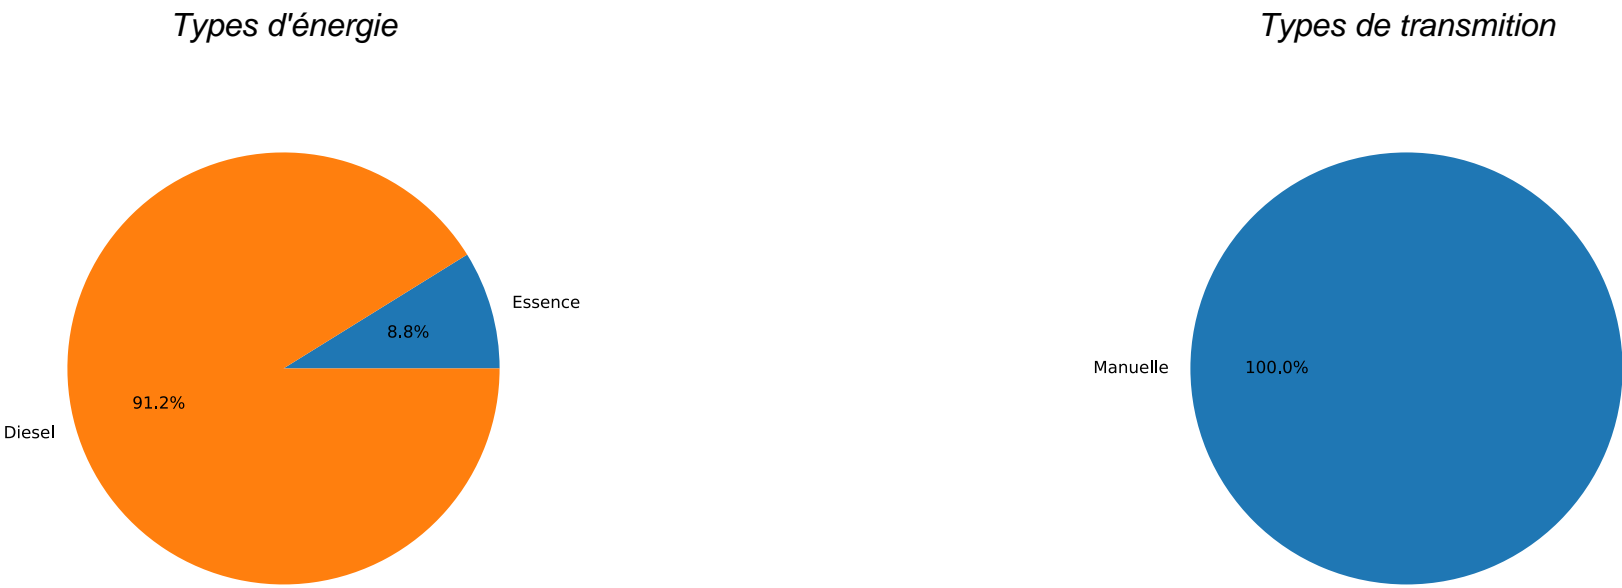 Types d'énergie
Types de transmition
Essence
8.8%
91.2%
Diesel
Manuelle
100.0%